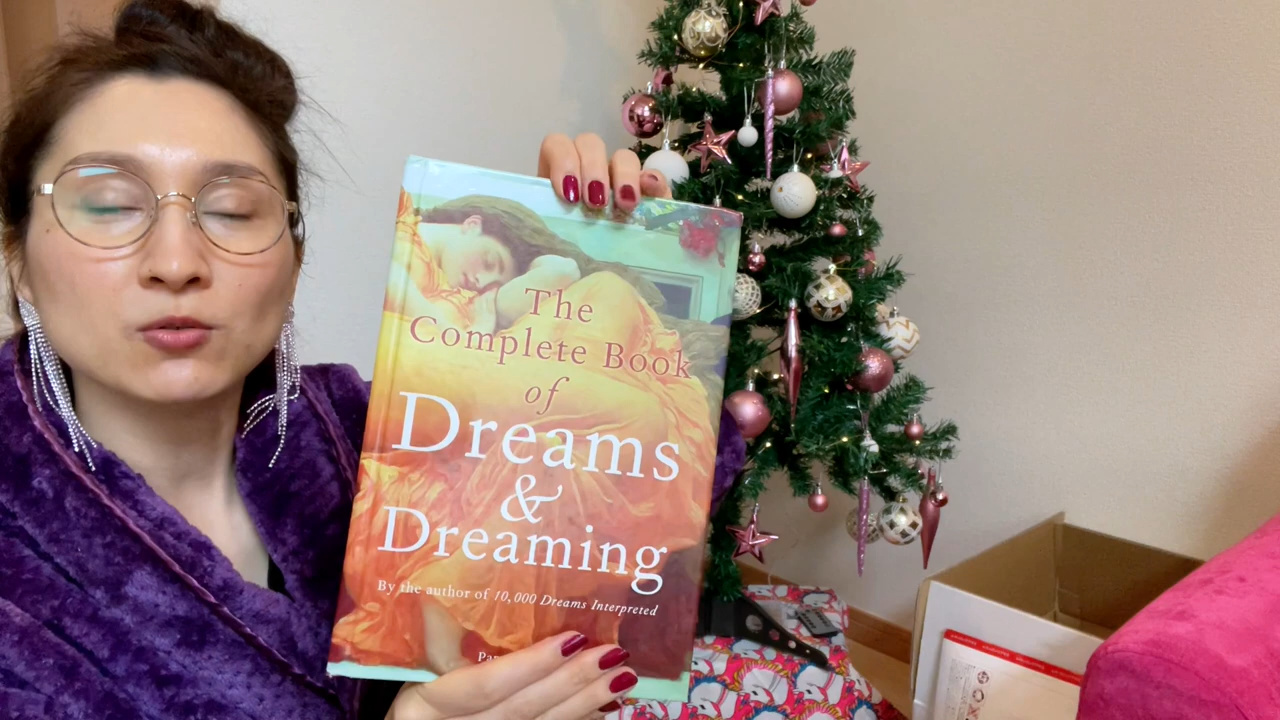 The
Complete Book
of
Dreams
&
Dreaming
By the author of 10,000 Dreams Interpreted